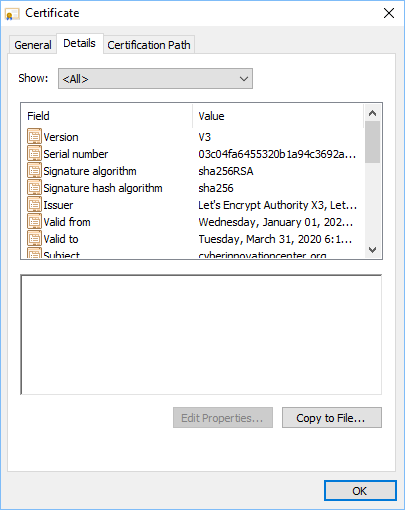 Certificate
General Details Certification Path
Show: <All>
Field Value
Version V3
Serial number 03c04fa6455320b1a94c3692a...
Signature algorithm sha256RSA
Signature hash algorithm sha256
Issuer Let's Encrypt Authority X3, Let...
Valid from Wednesday, January 01, 202...
Valid to Tuesday, March 31, 2020 6:1...
Subject cyberinnovationcenter.org
Edit Properties... Copy to File...
OK